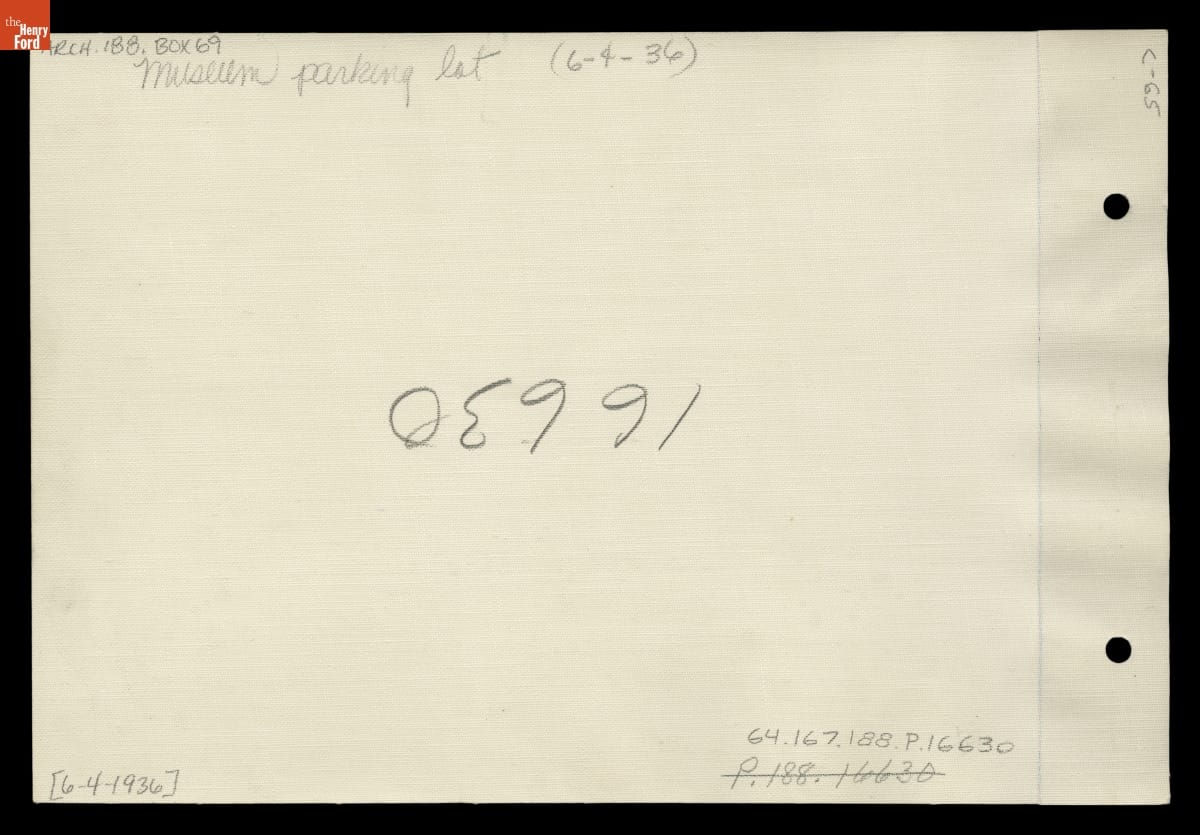 the
Henry
Ford
ARCH. 188. BOX 69
Museum parking lot (6-4-36)
C-65
16630
64.167.188.P.16630
P.188.16630
[6-4-1936]